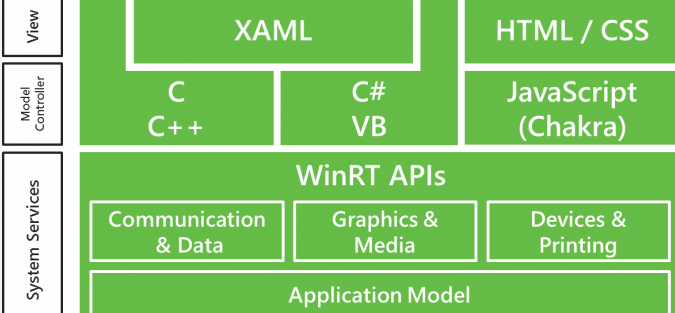 View
XAML
HTML / CSS
Model
Controller
C
C++
C#
VB
JavaScript
(Chakra)
System Services
WinRT APIs
Communication
& Data
Graphics &
Media
Devices &
Printing
Application Model